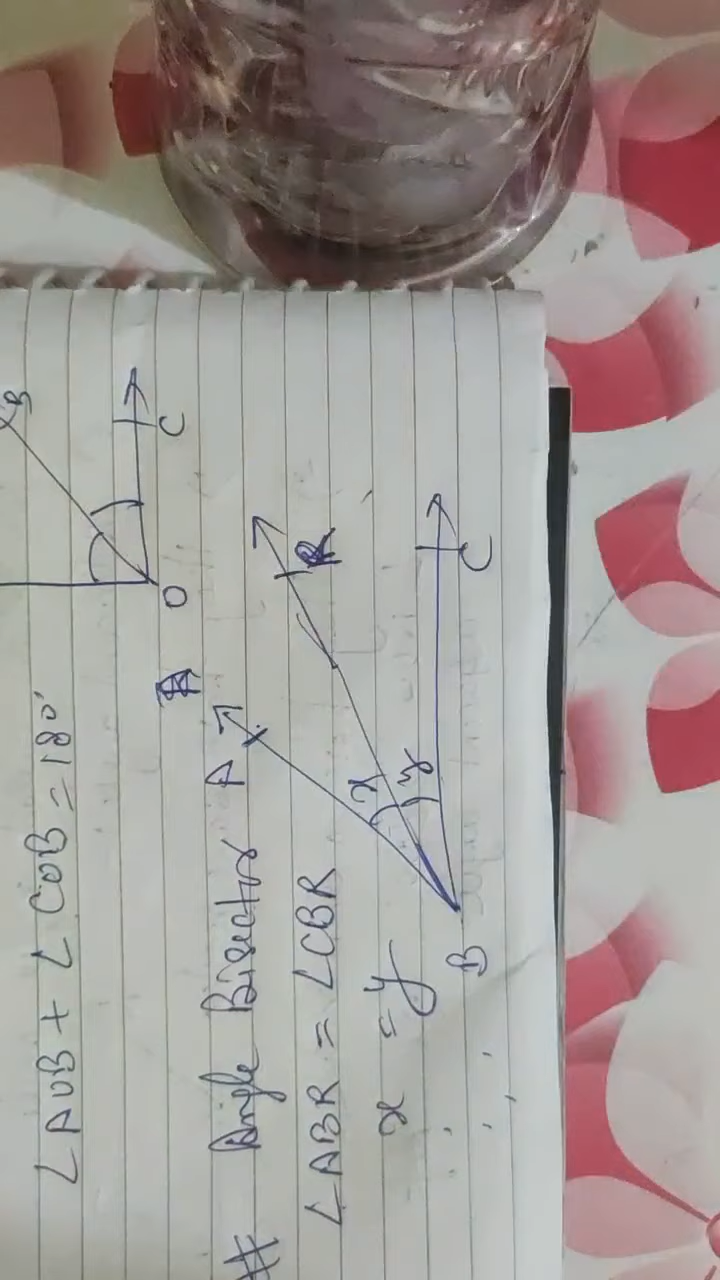 B
C
O
∠AOB + ∠COB = 180°
# Angle Bisector
A
R
∠ABR = ∠CBR
x
y
C
x = y
B